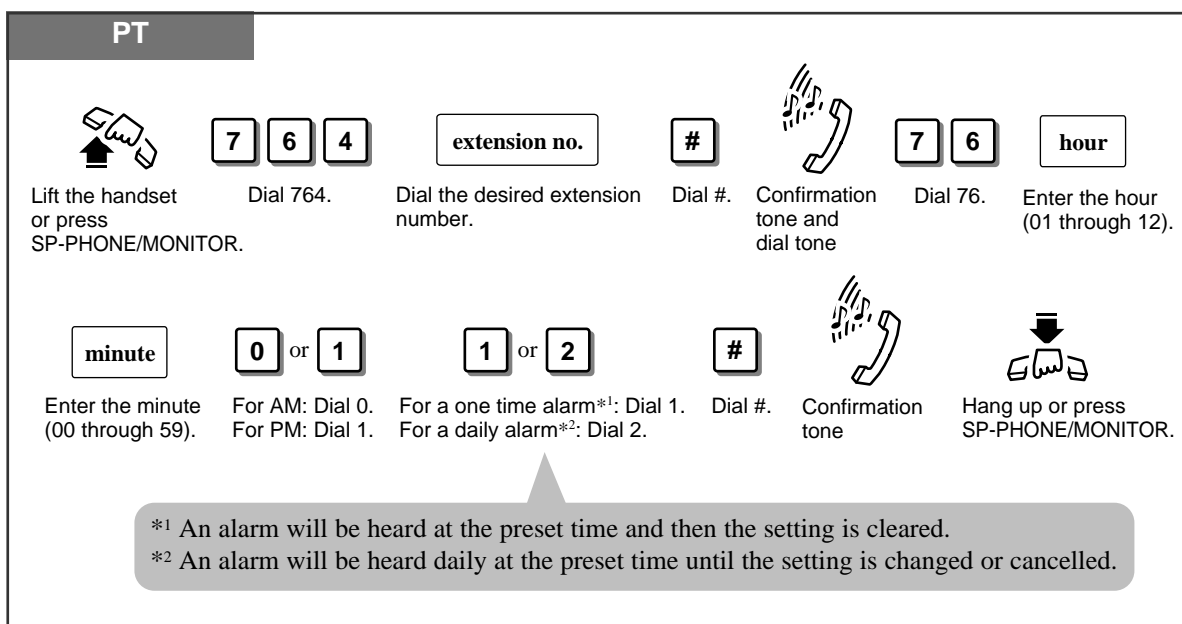 PT
7 6 4 extension no. # 7 6 hour
Lift the handset
or press
SP-PHONE/MONITOR.
Dial 764.
Dial the desired extension
number.
Dial #.
Confirmation
tone and
dial tone
Dial 76.
Enter the hour
(01 through 12).
minute 0 or 1 1 or 2 #
Enter the minute
(00 through 59).
For AM: Dial 0.
For PM: Dial 1.
For a one time alarm*1: Dial 1.
For a daily alarm*2: Dial 2.
Dial #.
Confirmation
tone
Hang up or press
SP-PHONE/MONITOR.
*1 An alarm will be heard at the preset time and then the setting is cleared.
*2 An alarm will be heard daily at the preset time until the setting is changed or cancelled.